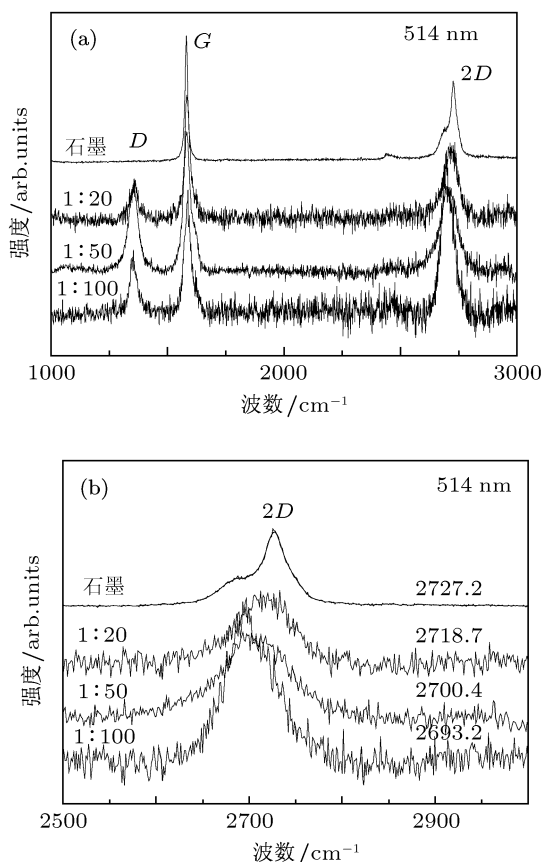 (a)
G
514 nm
2D
石墨
D
1:20
1:50
1:100
强度/arb.units
1000
2000
3000
波数/cm⁻¹
(b)
514 nm
2D
石墨
2727.2
1:20
2718.7
1:50
2700.4
1:100
2693.2
强度/arb.units
2500
2700
2900
波数/cm⁻¹